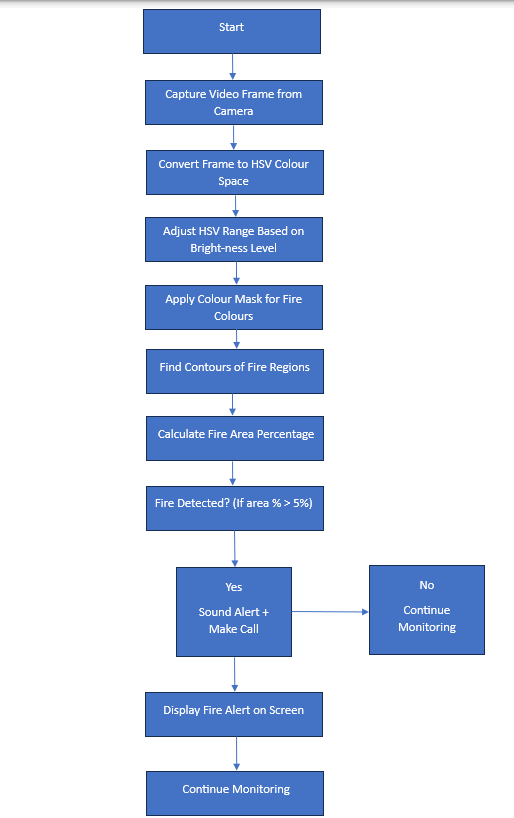 Start
Capture Video Frame from
Camera
Convert Frame to HSV Colour
Space
Adjust HSV Range Based on
Bright-ness Level
Apply Colour Mask for Fire
Colours
Find Contours of Fire Regions
Calculate Fire Area Percentage
Fire Detected? (If area % > 5%)
Yes
Sound Alert +
Make Call
No
Continue
Monitoring
Display Fire Alert on Screen
Continue Monitoring